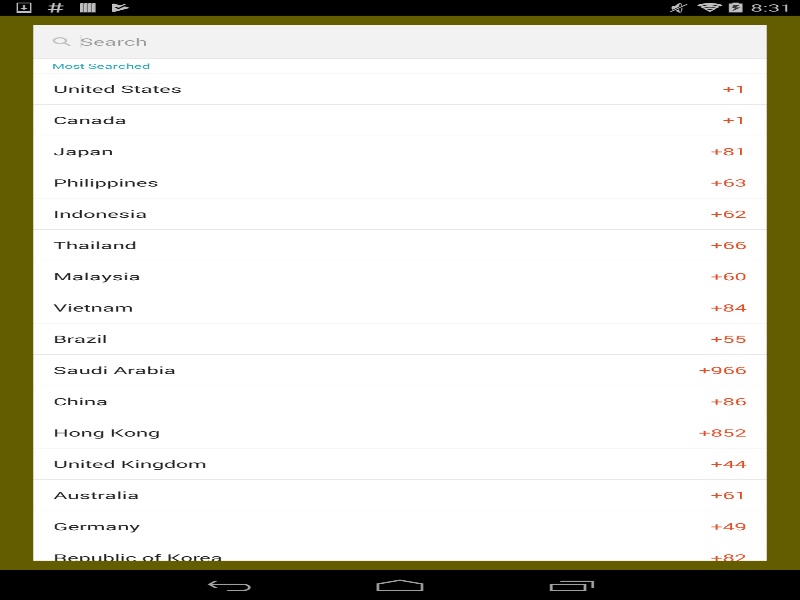 8:31
Search
Most Searched
United States +1
Canada +1
Japan +81
Philippines +63
Indonesia +62
Thailand +66
Malaysia +60
Vietnam +84
Brazil +55
Saudi Arabia +966
China +86
Hong Kong +852
United Kingdom +44
Australia +61
Germany +49
Republic of Korea +82